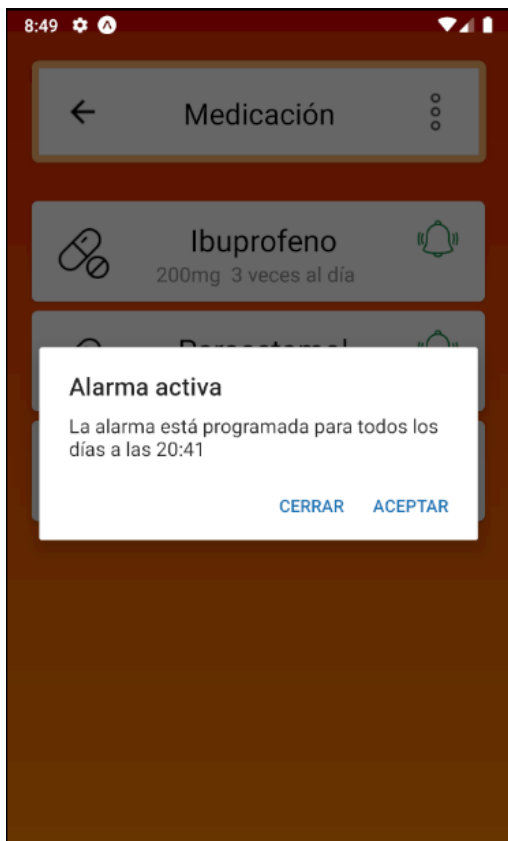 8:49
Medicación
Ibuprofeno
200mg 3 veces al día
Alarma activa
La alarma está programada para todos los
días a las 20:41
CERRAR ACEPTAR